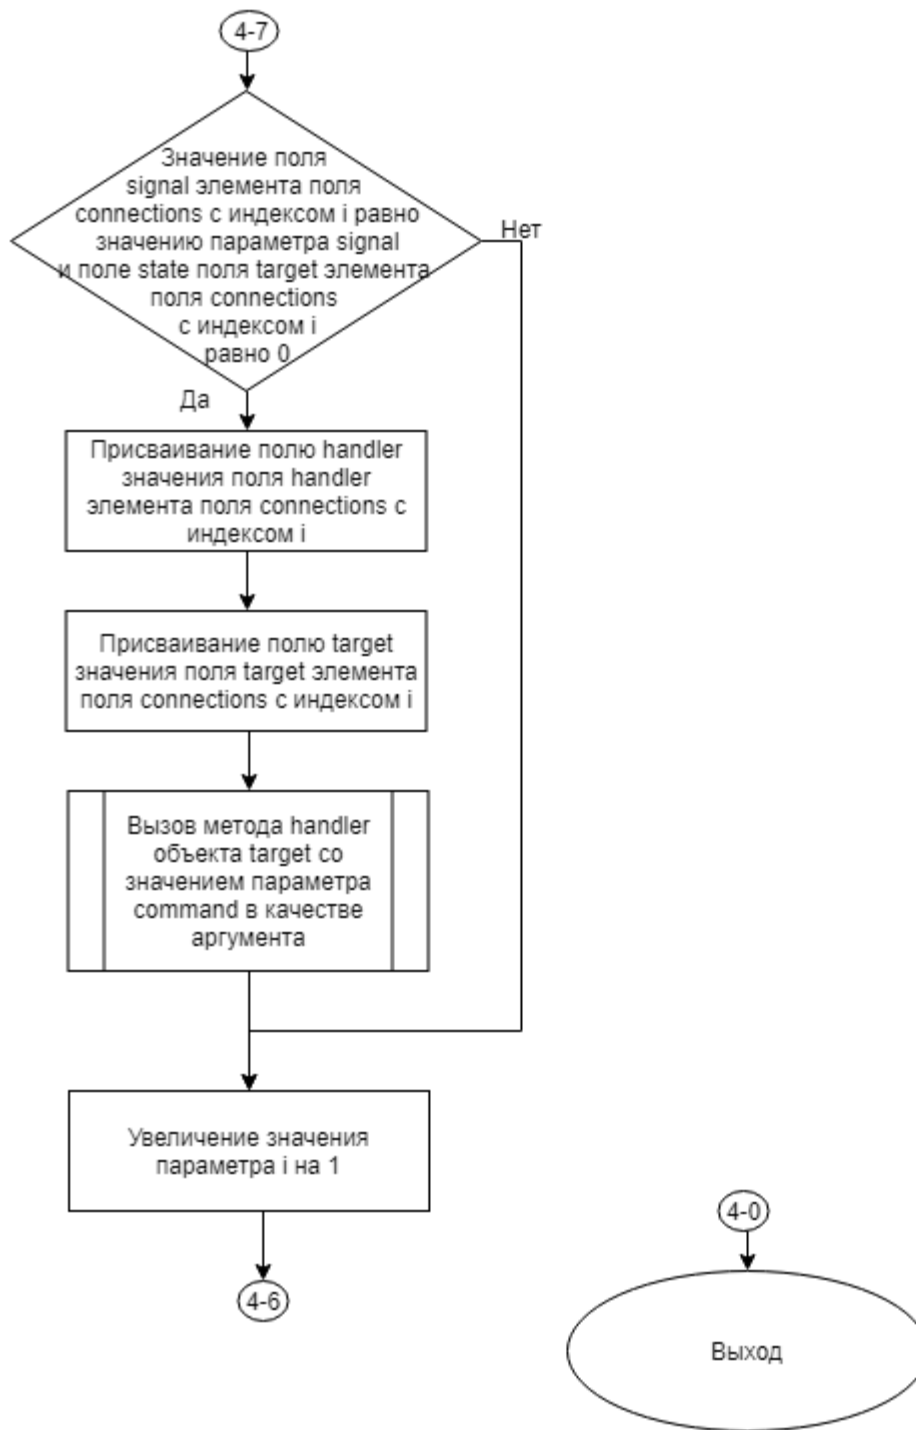 4-7
Значение поля
signal элемента поля
connections с индексом i равно
значению параметра signal
и поле state поля target элемента
поля connections
с индексом i
равно 0
Нет
Да
Присваивание полю handler
значения поля handler
элемента поля connections с
индексом i
Присваивание полю target
значения поля target элемента
поля connections с индексом i
Вызов метода handler
объекта target со
значением параметра
command в качестве
аргумента
Увеличение значения
параметра i на 1
4-6
4-0
Выход